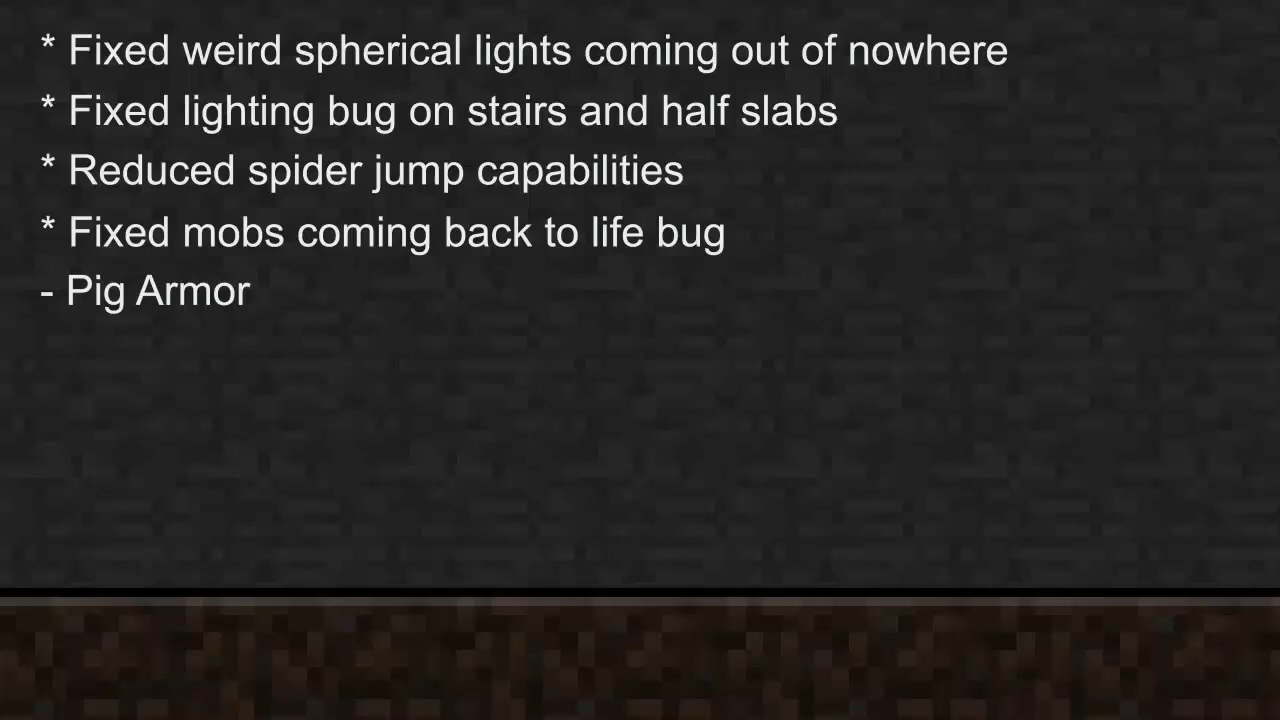 * Fixed weird spherical lights coming out of nowhere
* Fixed lighting bug on stairs and half slabs
* Reduced spider jump capabilities
* Fixed mobs coming back to life bug
- Pig Armor